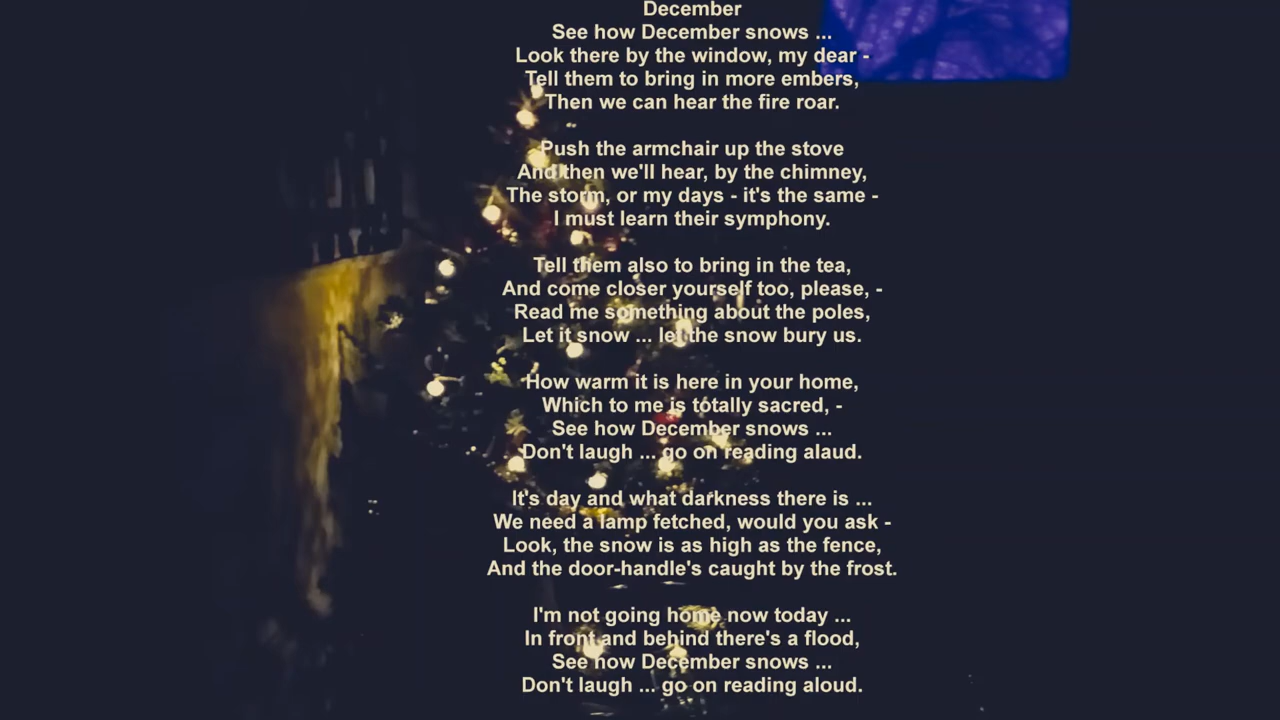 December
See how December snows ...
Look there by the window, my dear -
Tell them to bring in more embers,
Then we can hear the fire roar.
Push the armchair up the stove
And then we'll hear, by the chimney,
The storm, or my days - it's the same -
I must learn their symphony.
Tell them also to bring in the tea,
And come closer yourself too, please, -
Read me something about the poles,
Let it snow ... let the snow bury us.
How warm it is here in your home,
Which to me is totally sacred, -
See how December snows ...
Don't laugh ... go on reading alaud.
It's day and what darkness there is ...
We need a lamp fetched, would you ask -
Look, the snow is as high as the fence,
And the door-handle's caught by the frost.
I'm not going home now today ...
In front and behind there's a flood,
See how December snows ...
Don't laugh ... go on reading aloud.